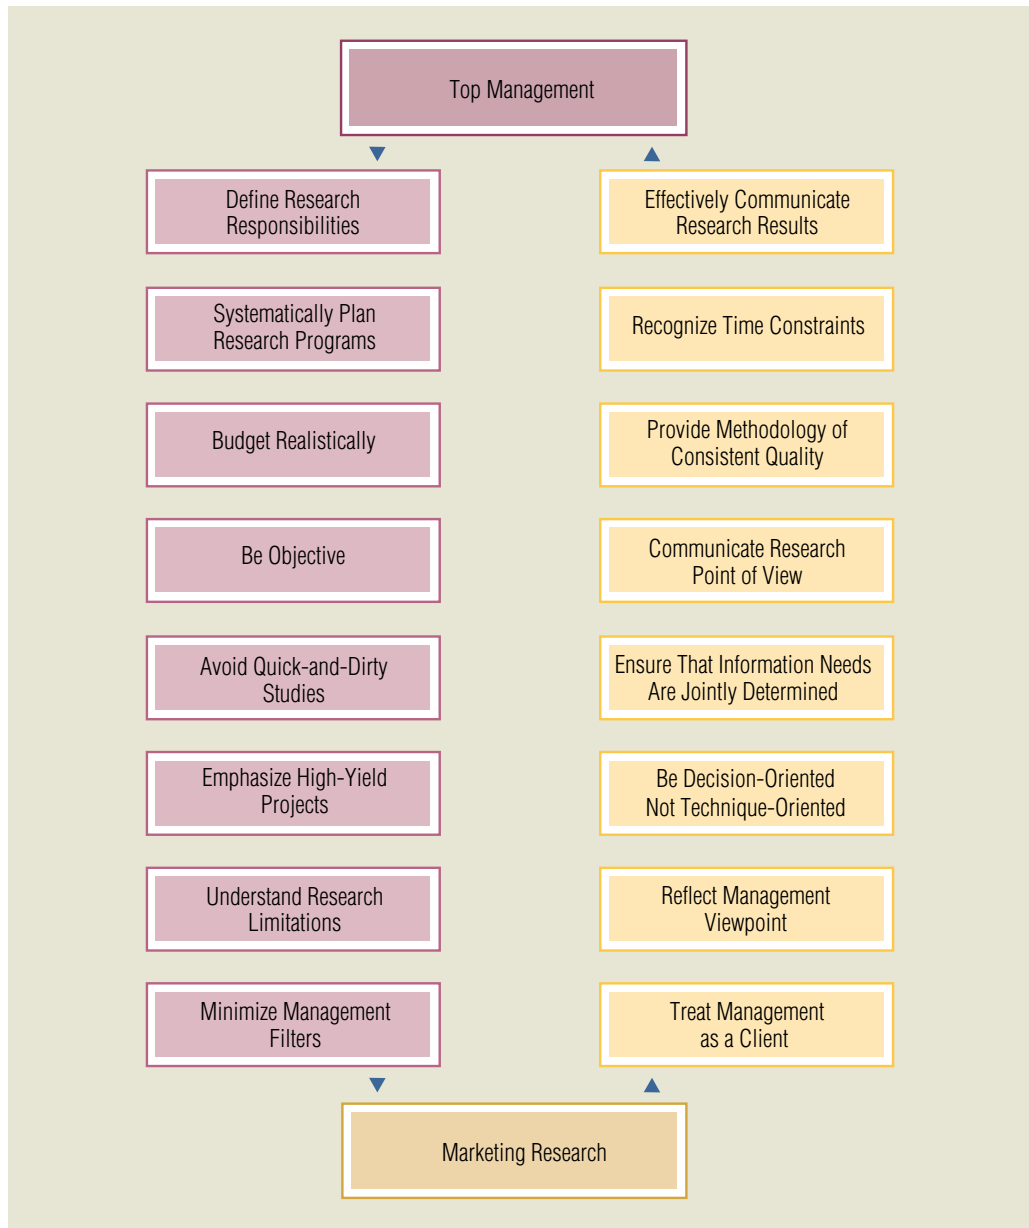 Top Management
Define Research
Responsibilities
Systematically Plan
Research Programs
Budget Realistically
Be Objective
Avoid Quick-and-Dirty
Studies
Emphasize High-Yield
Projects
Understand Research
Limitations
Minimize Management
Filters
Effectively Communicate
Research Results
Recognize Time Constraints
Provide Methodology of
Consistent Quality
Communicate Research
Point of View
Ensure That Information Needs
Are Jointly Determined
Be Decision-Oriented
Not Technique-Oriented
Reflect Management
Viewpoint
Treat Management
as a Client
Marketing Research